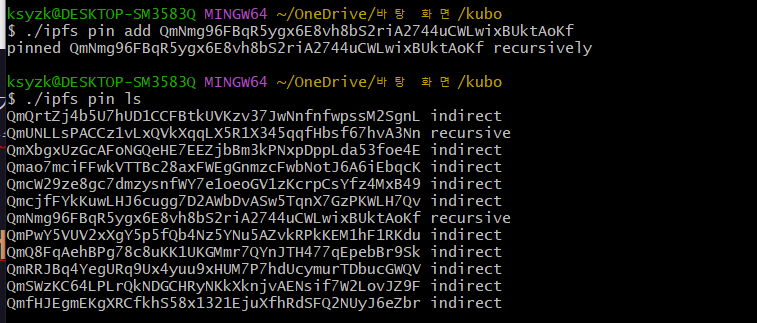 ksyzk@DESKTOP-SM3583Q MINGW64 ~/OneDrive/바탕 화면/kubo
$ ./ipfs pin add QmNmg96FBqR5ygx6E8vh8bS2riA2744uCWLwixBUktAoKf
pinned QmNmg96FBqR5ygx6E8vh8bS2riA2744uCWLwixBUktAoKf recursively
ksyzk@DESKTOP-SM3583Q MINGW64 ~/OneDrive/바탕 화면/kubo
$ ./ipfs pin ls
QmQrtZj4b5U7hUD1CCFBtkUVKzv37JwNnfnfwpssM2SgnL indirect
QmUNLLsPACCz1vLxQVkXqqLX5R1X345qqfHbsf67hvA3Nn recursive
QmXbgxUzGcAFoNGQeHE7EEZjbBm3kPNxpDppLda53foe4E indirect
Qmao7mciFFwkVTTBc28axFWEgGnmzcFwbNotJ6A6iEbqcK indirect
QmcW29ze8gc7dmzysnfWY7e1oeoGV1zKcrpCsYfz4MxB49 indirect
QmcjfFYkKuwLHJ6cugg7D2AWbDvASw5TqnX7GzPKWLH7Qv indirect
QmNmg96FBqR5ygx6E8vh8bS2riA2744uCWLwixBUktAoKf recursive
QmPwY5VUV2xXgY5p5fQb4Nz5YNu5AZvkRPkKEM1hF1RKdu indirect
QmQ8FqAehBPg78c8uKK1UKGMmr7QYnJTH477qEpebBr9Sk indirect
QmRRJBq4YegURq9Ux4yuu9xHUM7P7hdUcymurTDbucGWQV indirect
QmSWzKC64LPLrQkNDGCHRyNKkXknjvAENsif7W2LovJZ9F indirect
QmfHJEgmEKgXRCfkhS58x1321EjuXfhRdSFQ2NUyJ6eZbr indirect